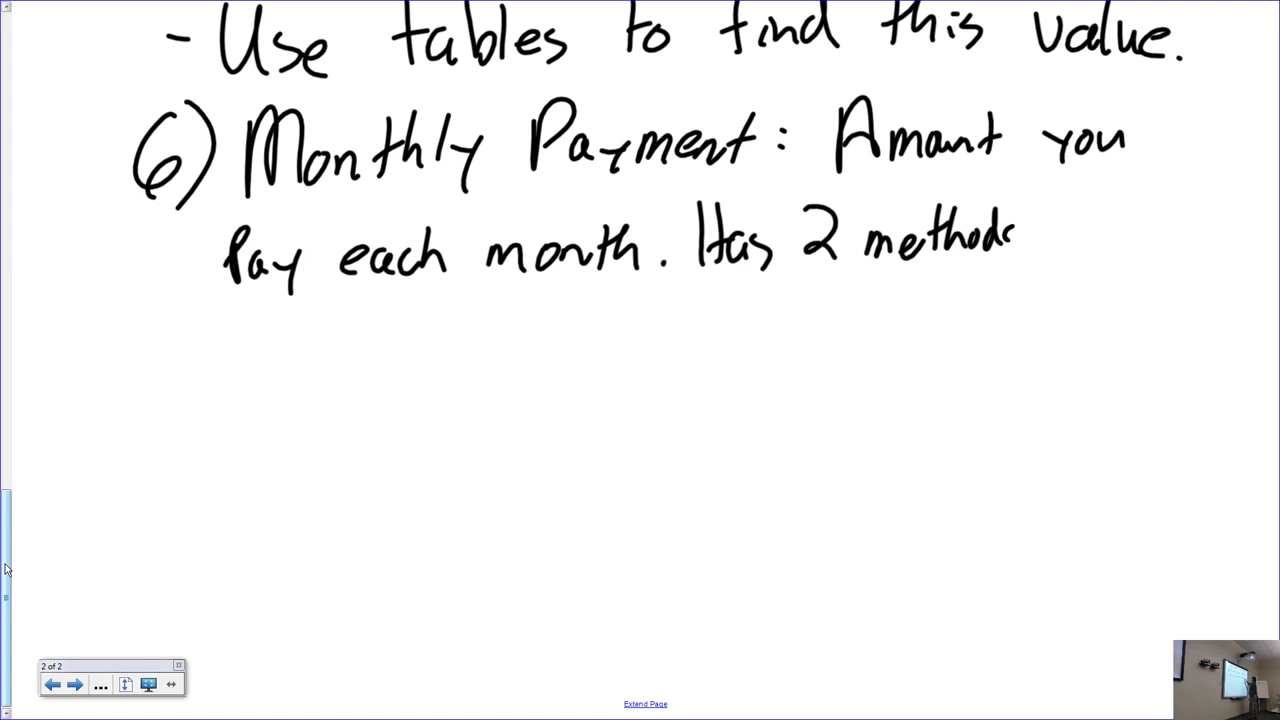 - Use tables to find this value.
6) Monthly Payment: Amount you
Pay each month. Has 2 methods
2 of 2
...
Extend Page